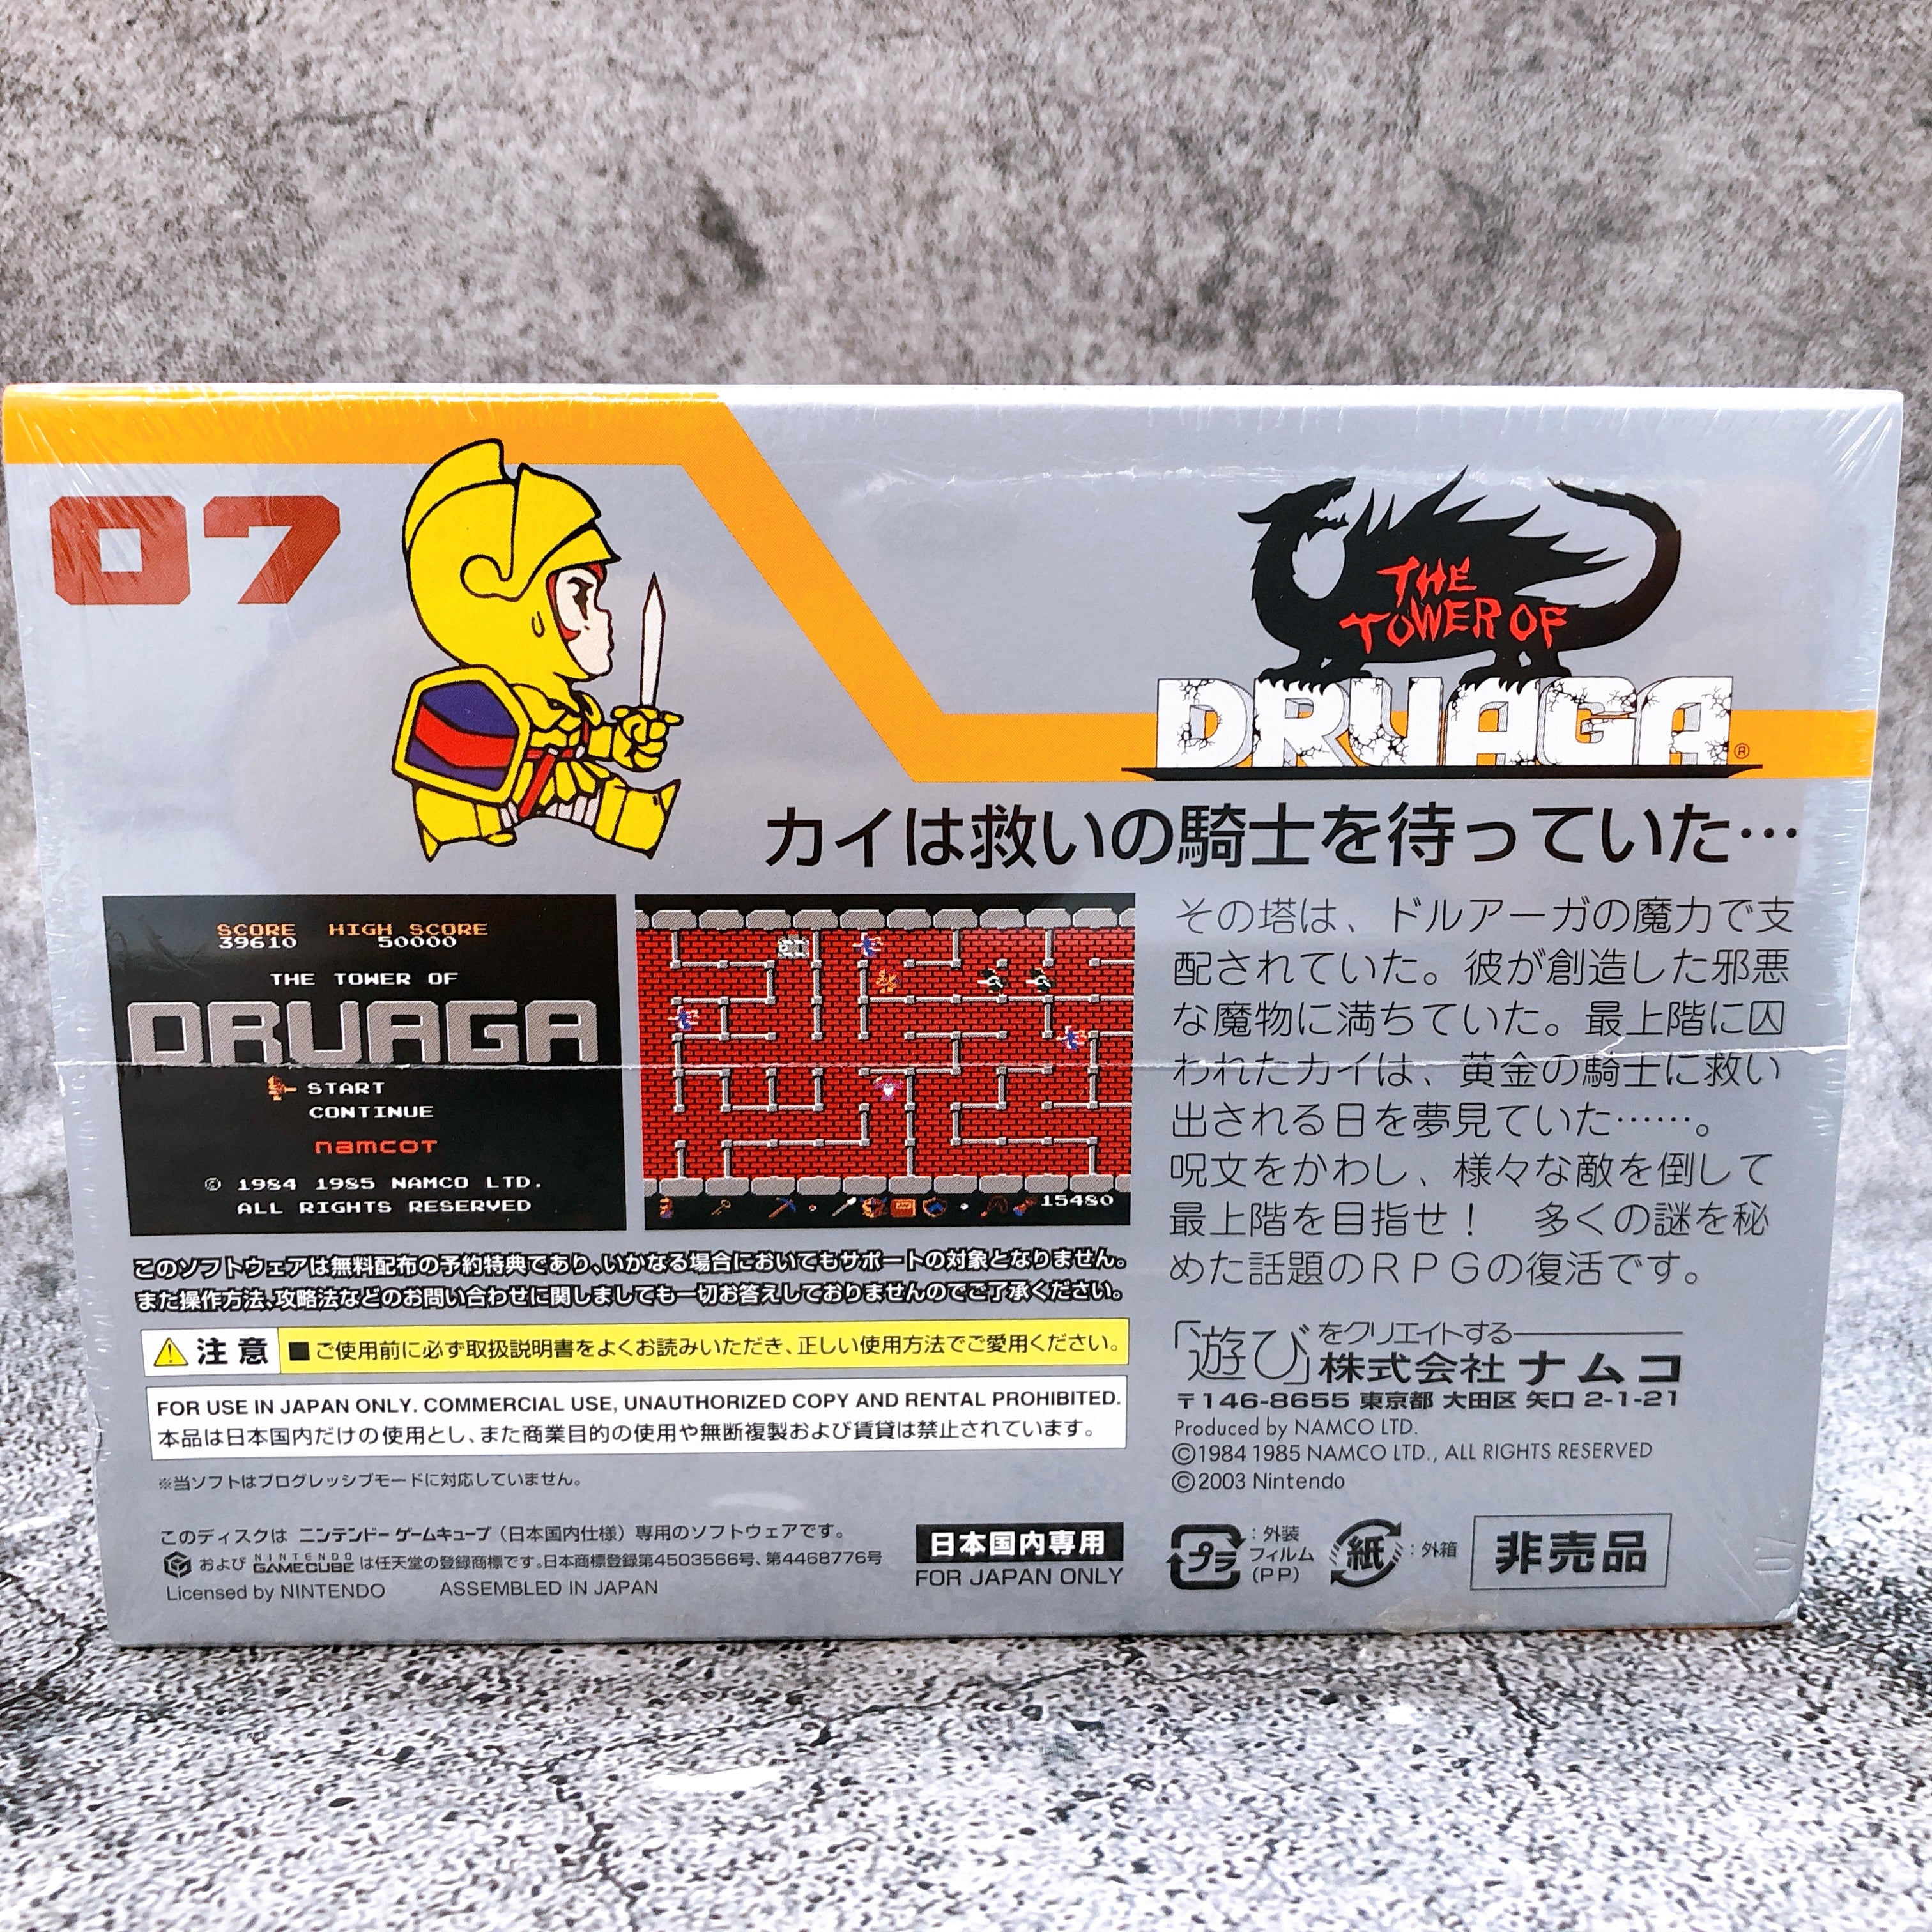 07
THE
TOWER OF
DRUAGA®
カイは救いの騎士を待っていた…
SCORE HIGH SCORE
39610 50000
THE TOWER OF
DRUAGA
START
CONTINUE
namcot
© 1984 1985 NAMCO LTD.
ALL RIGHTS RESERVED
15480
その塔は、ドルアーガの魔力で支
配されていた。彼が創造した邪悪
な魔物に満ちていた。最上階に囚
われたカイは、黄金の騎士に救い
出される日を夢見ていた……。
呪文をかわし、様々な敵を倒して
最上階を目指せ！　多くの謎を秘
めた話題のＲＰＧの復活です。
このソフトウェアは無料配布の予約特典であり、いかなる場合においてもサポートの対象となりません。
また操作方法、攻略法などのお問い合わせに関しましても一切お答えしておりませんのでご了承ください。
注意 ■ご使用前に必ず取扱説明書をよくお読みいただき、正しい使用方法でご愛用ください。
FOR USE IN JAPAN ONLY. COMMERCIAL USE, UNAUTHORIZED COPY AND RENTAL PROHIBITED.
本品は日本国内だけの使用とし、また商業目的の使用や無断複製および賃貸は禁止されています。
※当ソフトはプログレッシブモードに対応していません。
このディスクは ニンテンドー ゲームキューブ（日本国内仕様）専用のソフトウェアです。
および NINTENDO GAMECUBE は任天堂の登録商標です。日本商標登録第4503566号、第4468776号
Licensed by NINTENDO ASSEMBLED IN JAPAN
日本国内専用
FOR JAPAN ONLY
「遊び」をクリエイトする
株式会社 ナムコ
〒146-8655 東京都 大田区 矢口 2-1-21
Produced by NAMCO LTD.
©1984 1985 NAMCO LTD., ALL RIGHTS RESERVED
©2003 Nintendo
プラ：外装
フィルム
(PP)
紙：外箱
非売品